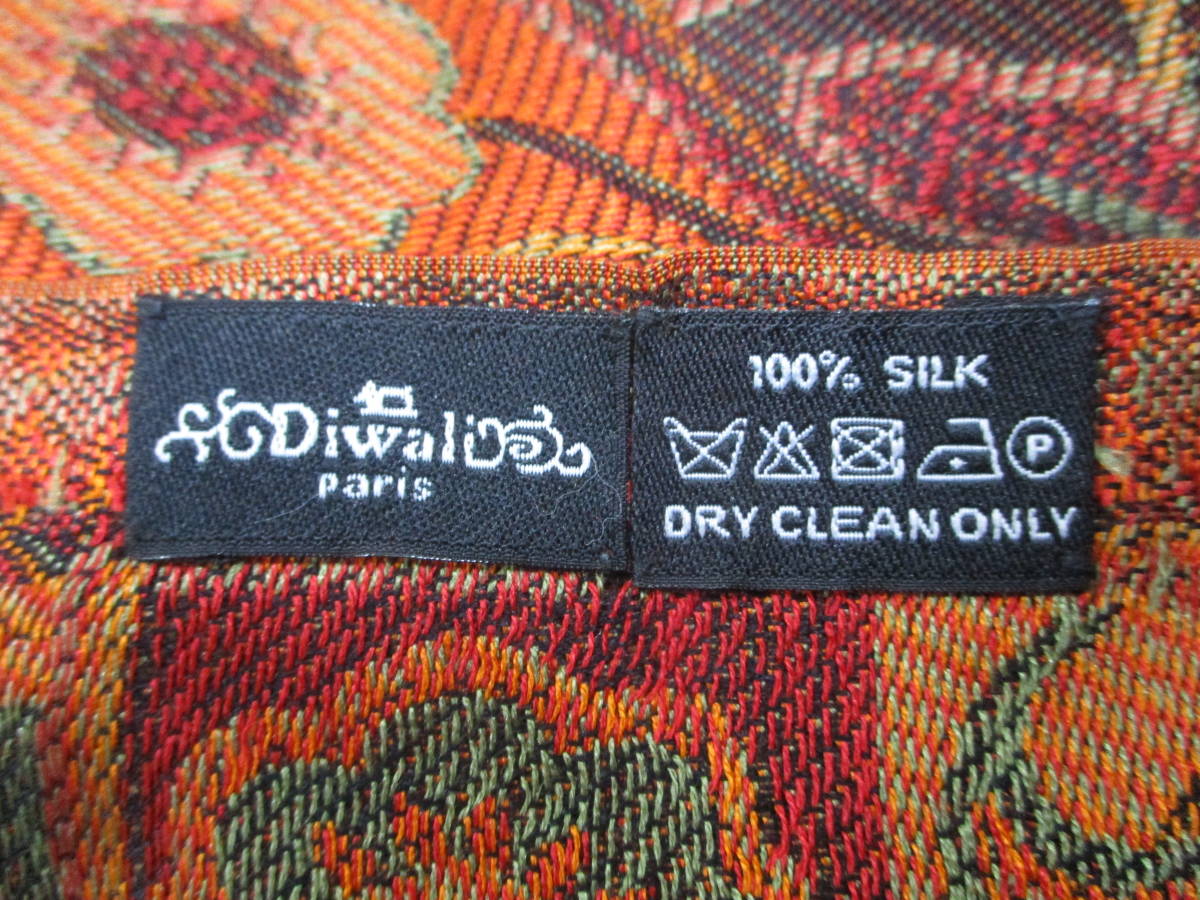 Diwali
paris
100% SILK
P
DRY CLEAN ONLY